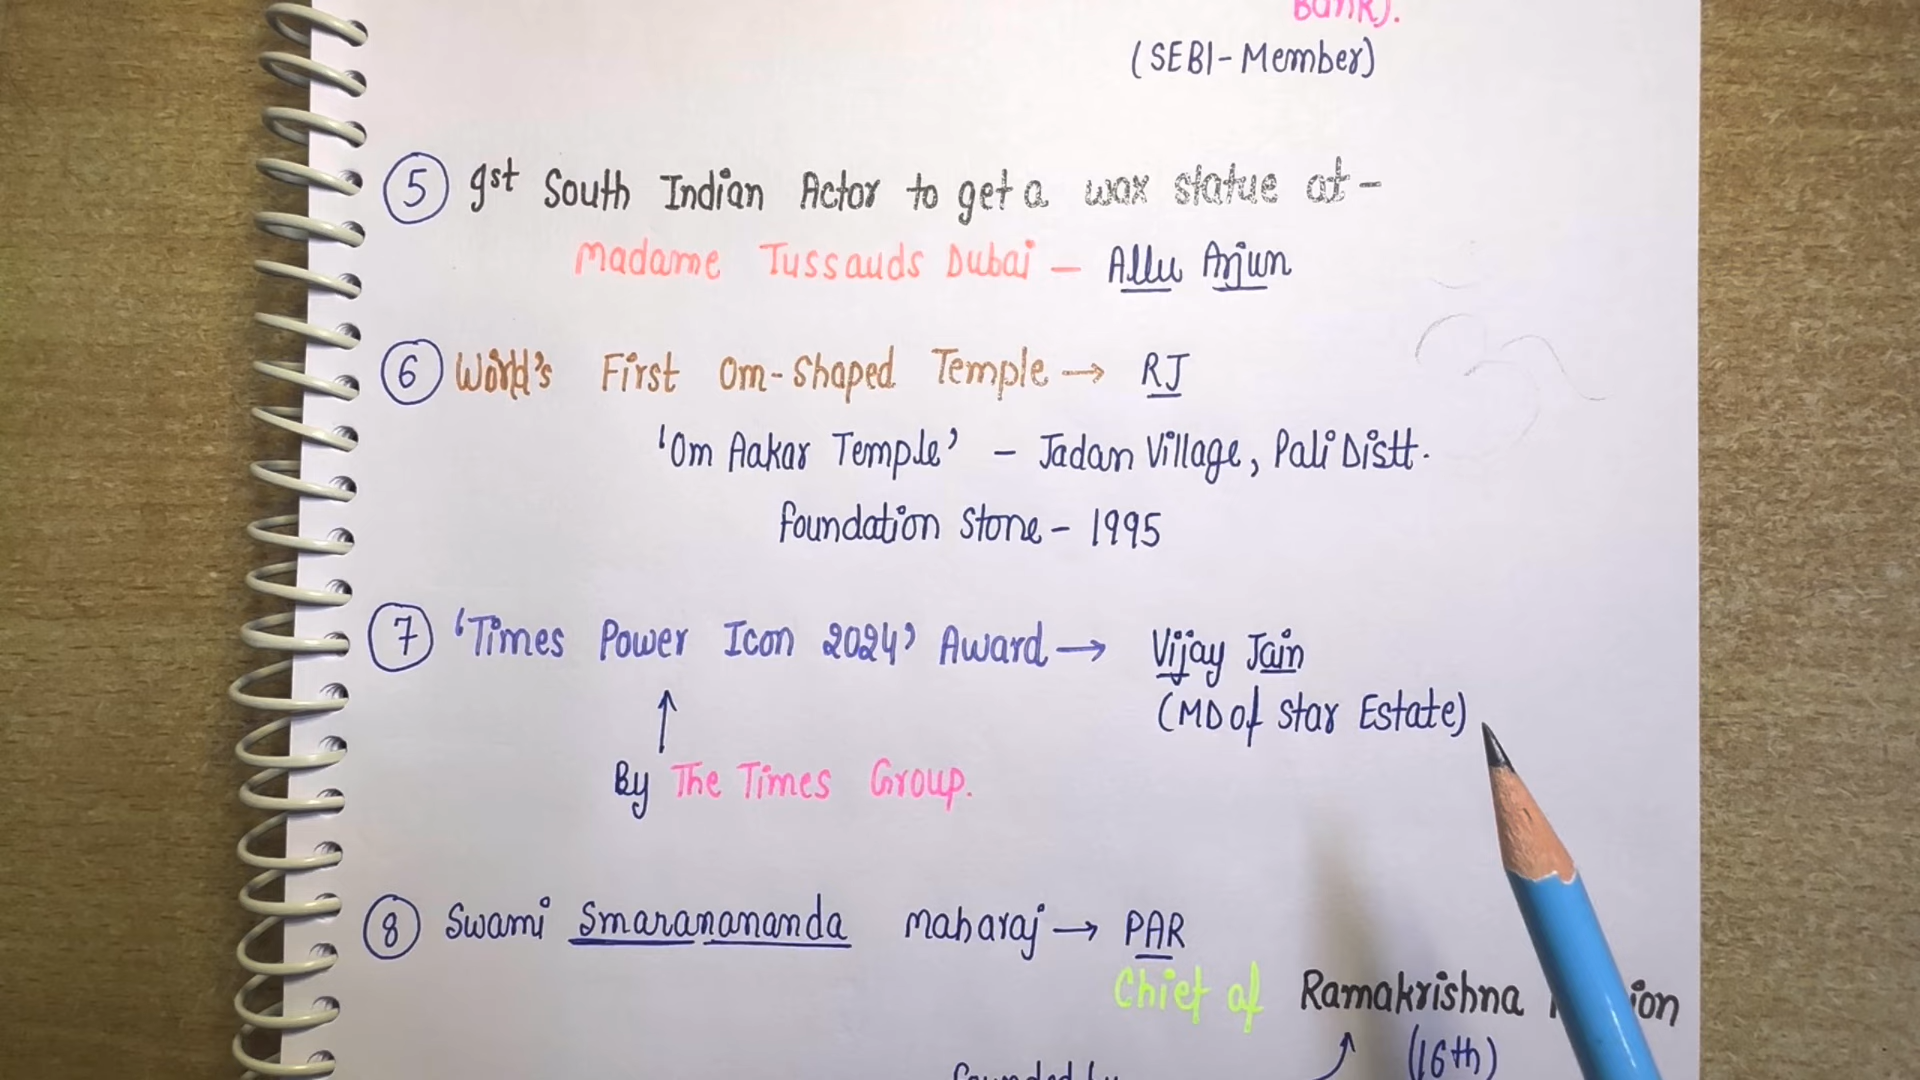 Bank).
(SEBI-Member)
5 gst South Indian Actor to get a wax statue at -
Madame Tussauds Dubai - Allu Arjun
6 World's First Om-Shaped Temple → RJ
'Om Aakar Temple' - Jadan Village, Pali Distt.
Foundation Stone - 1995
7 'Times Power Icon 2024' Award → Vijay Jain
(MD of Star Estate)
↑
By The Times Group.
8 Swami Smaranananda Maharaj → PAR
Chief of Ramakrishna
(16th)